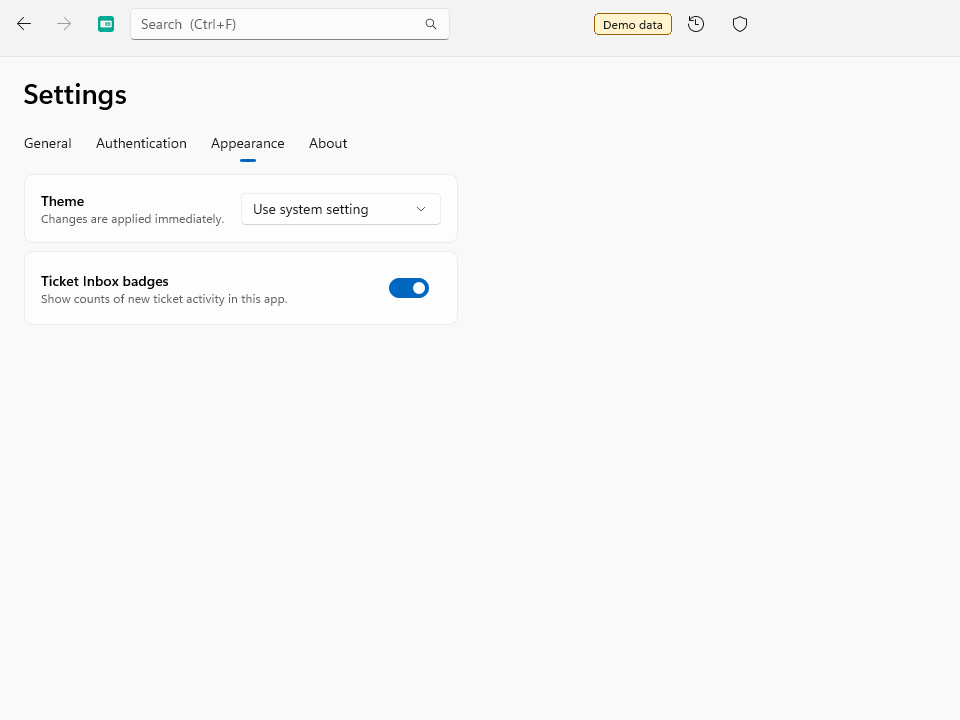 Search (Ctrl+F)
Demo data
Settings
General
Authentication
Appearance
About
Theme
Changes are applied immediately.
Use system setting
Ticket Inbox badges
Show counts of new ticket activity in this app.